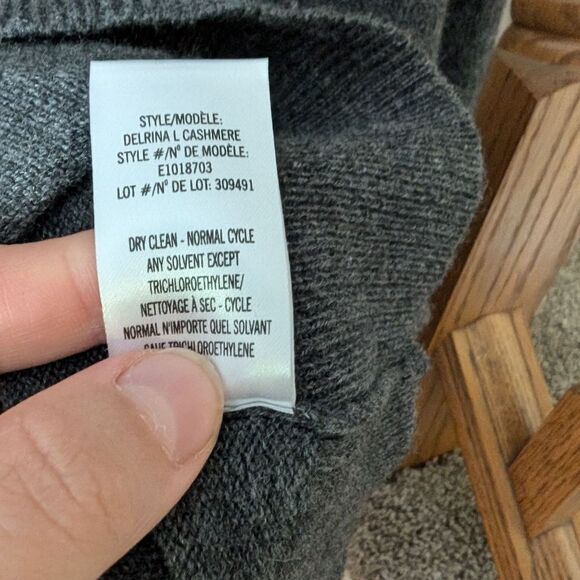 STYLE/MODÈLE:
DELRINA L CASHMERE
STYLE #/Nº DE MODÈLE:
E1018703
LOT #/Nº DE LOT: 309491
DRY CLEAN - NORMAL CYCLE
ANY SOLVENT EXCEPT
TRICHLOROETHYLENE/
NETTOYAGE À SEC - CYCLE
NORMAL N'IMPORTE QUEL SOLVANT
SAUF TRICHLOROETHYLENE